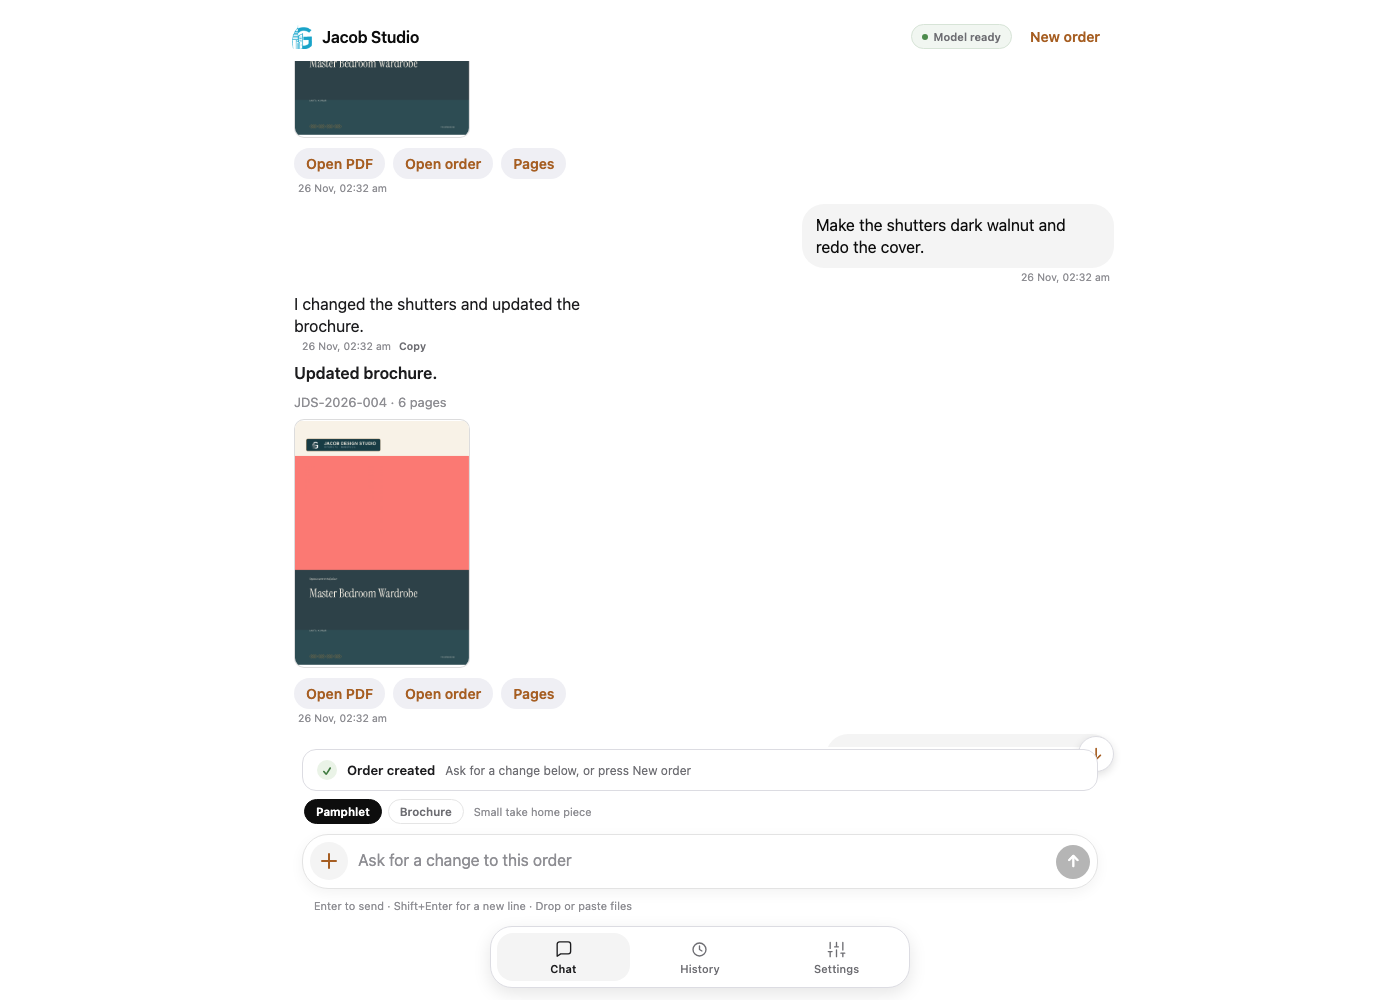 Jacob Studio
Model ready
New order
Master Bedroom Wardrobe
Open PDF
Open order
Pages
26 Nov, 02:32 am
Make the shutters dark walnut and
redo the cover.
26 Nov, 02:32 am
I changed the shutters and updated the
brochure.
26 Nov, 02:32 am Copy
Updated brochure.
JDS-2026-004 · 6 pages
JACOB DESIGN STUDIO
Master Bedroom Wardrobe
Open PDF
Open order
Pages
26 Nov, 02:32 am
Order created Ask for a change below, or press New order
Pamphlet
Brochure
Small take home piece
Ask for a change to this order
Enter to send · Shift+Enter for a new line · Drop or paste files
Chat
History
Settings